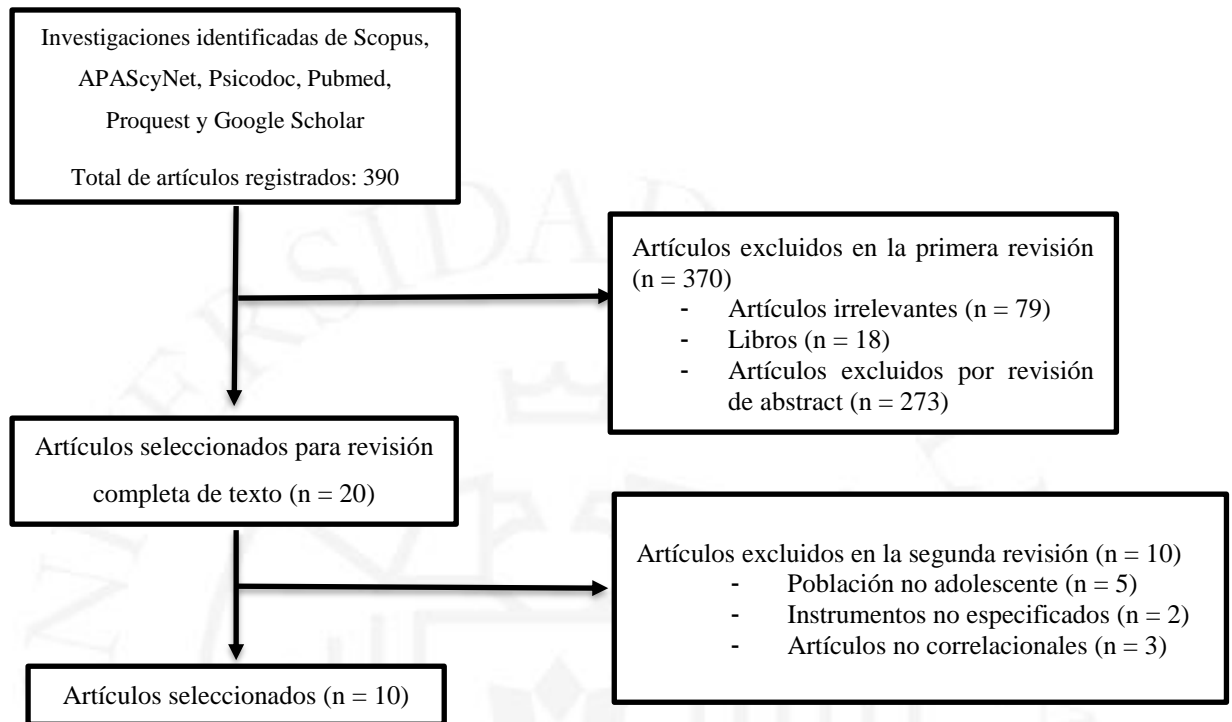 Investigaciones identificadas de Scopus,
APAScyNet, Psicodoc, Pubmed,
Proquest y Google Scholar
Total de artículos registrados: 390
Artículos excluidos en la primera revisión
(n = 370)
- Artículos irrelevantes (n = 79)
- Libros (n = 18)
- Artículos excluidos por revisión
de abstract (n = 273)
Artículos seleccionados para revisión
completa de texto (n = 20)
Artículos excluidos en la segunda revisión (n = 10)
- Población no adolescente (n = 5)
- Instrumentos no especificados (n = 2)
- Artículos no correlacionales (n = 3)
Artículos seleccionados (n = 10)